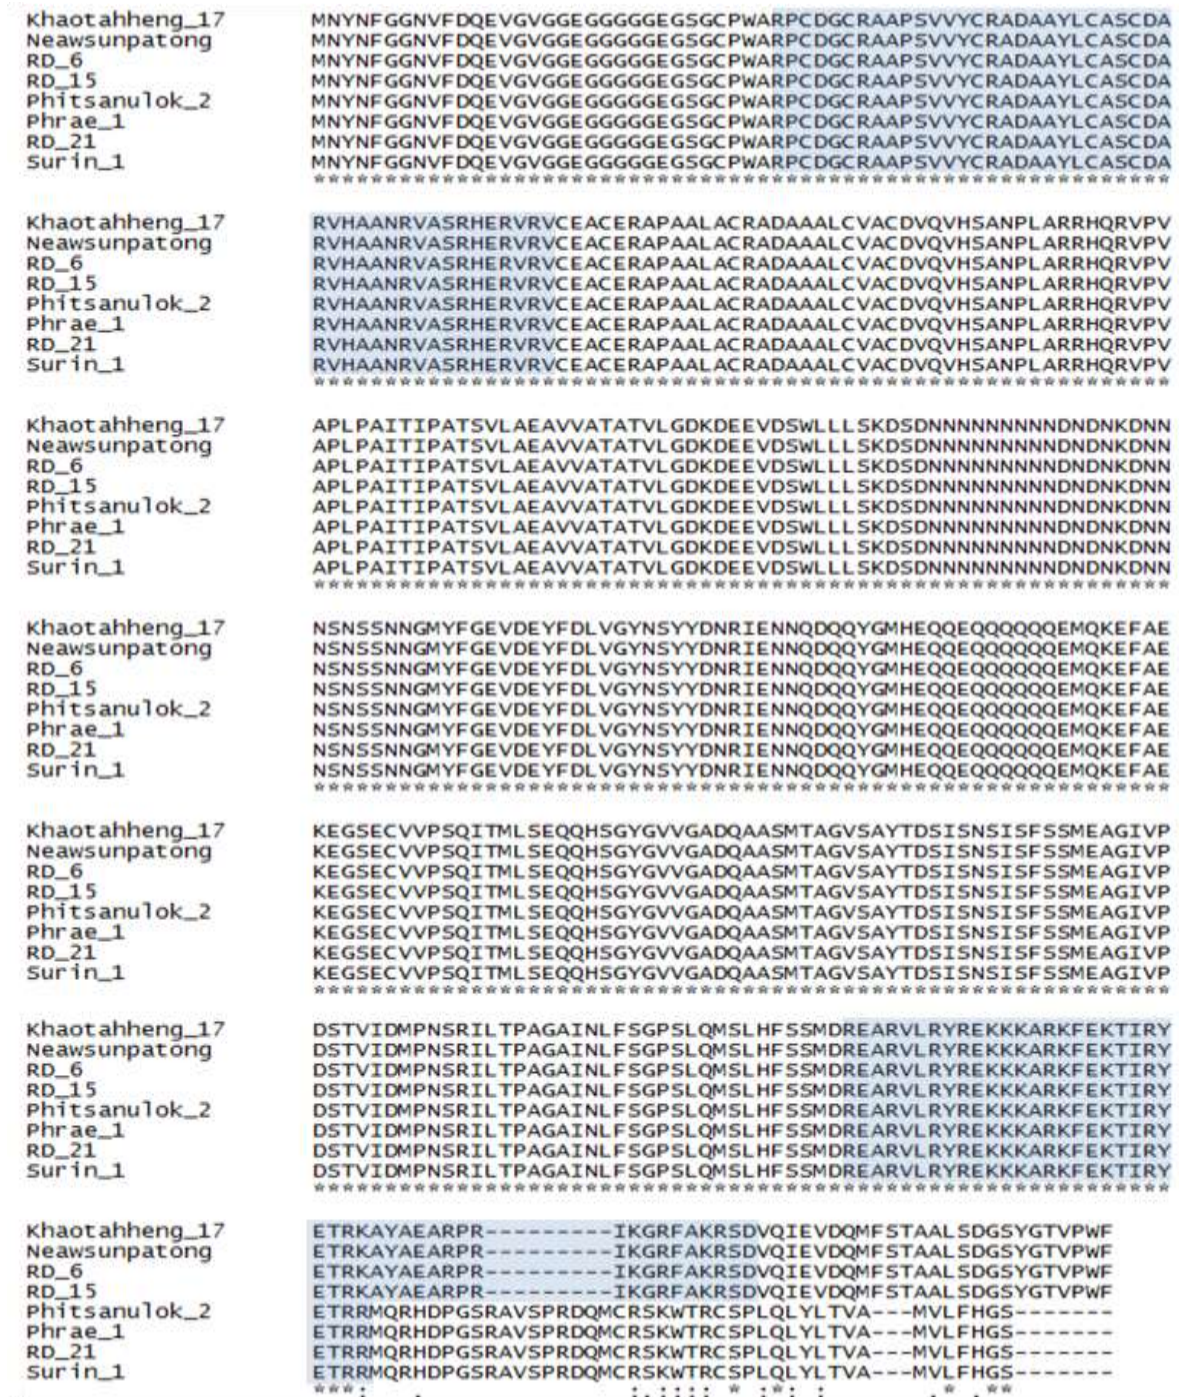 Khaotahheng_17 MNYNFGGNVFDQEVGVGGEGGGGGEGSGCPWARPCDGCRAAPSVVYCRADAAYLCASCDA
Neawsunpatong MNYNFGGNVFDQEVGVGGEGGGGGEGSGCPWARPCDGCRAAPSVVYCRADAAYLCASCDA
RD_6 MNYNFGGNVFDQEVGVGGEGGGGGEGSGCPWARPCDGCRAAPSVVYCRADAAYLCASCDA
RD_15 MNYNFGGNVFDQEVGVGGEGGGGGEGSGCPWARPCDGCRAAPSVVYCRADAAYLCASCDA
Phitsanulok_2 MNYNFGGNVFDQEVGVGGEGGGGGEGSGCPWARPCDGCRAAPSVVYCRADAAYLCASCDA
Phrae_1 MNYNFGGNVFDQEVGVGGEGGGGGEGSGCPWARPCDGCRAAPSVVYCRADAAYLCASCDA
RD_21 MNYNFGGNVFDQEVGVGGEGGGGGEGSGCPWARPCDGCRAAPSVVYCRADAAYLCASCDA
Surin_1 MNYNFGGNVFDQEVGVGGEGGGGGEGSGCPWARPCDGCRAAPSVVYCRADAAYLCASCDA
************************************************************
Khaotahheng_17 RVHAANRVASRHERVRVCEACERAPAALACRADAAALCVACDVQVHSANPLARRHQRVPV
Neawsunpatong RVHAANRVASRHERVRVCEACERAPAALACRADAAALCVACDVQVHSANPLARRHQRVPV
RD_6 RVHAANRVASRHERVRVCEACERAPAALACRADAAALCVACDVQVHSANPLARRHQRVPV
RD_15 RVHAANRVASRHERVRVCEACERAPAALACRADAAALCVACDVQVHSANPLARRHQRVPV
Phitsanulok_2 RVHAANRVASRHERVRVCEACERAPAALACRADAAALCVACDVQVHSANPLARRHQRVPV
Phrae_1 RVHAANRVASRHERVRVCEACERAPAALACRADAAALCVACDVQVHSANPLARRHQRVPV
RD_21 RVHAANRVASRHERVRVCEACERAPAALACRADAAALCVACDVQVHSANPLARRHQRVPV
Surin_1 RVHAANRVASRHERVRVCEACERAPAALACRADAAALCVACDVQVHSANPLARRHQRVPV
************************************************************
Khaotahheng_17 APLPAITIPATSVLAEAVVATATVLGDKDEEVDSWLLLSKDSDNNNNNNNNNDNDNKDNN
Neawsunpatong APLPAITIPATSVLAEAVVATATVLGDKDEEVDSWLLLSKDSDNNNNNNNNNDNDNKDNN
RD_6 APLPAITIPATSVLAEAVVATATVLGDKDEEVDSWLLLSKDSDNNNNNNNNNDNDNKDNN
RD_15 APLPAITIPATSVLAEAVVATATVLGDKDEEVDSWLLLSKDSDNNNNNNNNNDNDNKDNN
Phitsanulok_2 APLPAITIPATSVLAEAVVATATVLGDKDEEVDSWLLLSKDSDNNNNNNNNNDNDNKDNN
Phrae_1 APLPAITIPATSVLAEAVVATATVLGDKDEEVDSWLLLSKDSDNNNNNNNNNDNDNKDNN
RD_21 APLPAITIPATSVLAEAVVATATVLGDKDEEVDSWLLLSKDSDNNNNNNNNNDNDNKDNN
Surin_1 APLPAITIPATSVLAEAVVATATVLGDKDEEVDSWLLLSKDSDNNNNNNNNNDNDNKDNN
************************************************************
Khaotahheng_17 NSNSSNNGMYFGEVDEYFDLVGYNSYYDNRIENNQDQQYGMHEQQEQQQQQQEMQKEFAE
Neawsunpatong NSNSSNNGMYFGEVDEYFDLVGYNSYYDNRIENNQDQQYGMHEQQEQQQQQQEMQKEFAE
RD_6 NSNSSNNGMYFGEVDEYFDLVGYNSYYDNRIENNQDQQYGMHEQQEQQQQQQEMQKEFAE
RD_15 NSNSSNNGMYFGEVDEYFDLVGYNSYYDNRIENNQDQQYGMHEQQEQQQQQQEMQKEFAE
Phitsanulok_2 NSNSSNNGMYFGEVDEYFDLVGYNSYYDNRIENNQDQQYGMHEQQEQQQQQQEMQKEFAE
Phrae_1 NSNSSNNGMYFGEVDEYFDLVGYNSYYDNRIENNQDQQYGMHEQQEQQQQQQEMQKEFAE
RD_21 NSNSSNNGMYFGEVDEYFDLVGYNSYYDNRIENNQDQQYGMHEQQEQQQQQQEMQKEFAE
Surin_1 NSNSSNNGMYFGEVDEYFDLVGYNSYYDNRIENNQDQQYGMHEQQEQQQQQQEMQKEFAE
************************************************************
Khaotahheng_17 KEGSECVVPSQITMLSEQQHSGYGVVGADQAASMTAGVSAYTDSISNSISFSSMEAGIVP
Neawsunpatong KEGSECVVPSQITMLSEQQHSGYGVVGADQAASMTAGVSAYTDSISNSISFSSMEAGIVP
RD_6 KEGSECVVPSQITMLSEQQHSGYGVVGADQAASMTAGVSAYTDSISNSISFSSMEAGIVP
RD_15 KEGSECVVPSQITMLSEQQHSGYGVVGADQAASMTAGVSAYTDSISNSISFSSMEAGIVP
Phitsanulok_2 KEGSECVVPSQITMLSEQQHSGYGVVGADQAASMTAGVSAYTDSISNSISFSSMEAGIVP
Phrae_1 KEGSECVVPSQITMLSEQQHSGYGVVGADQAASMTAGVSAYTDSISNSISFSSMEAGIVP
RD_21 KEGSECVVPSQITMLSEQQHSGYGVVGADQAASMTAGVSAYTDSISNSISFSSMEAGIVP
Surin_1 KEGSECVVPSQITMLSEQQHSGYGVVGADQAASMTAGVSAYTDSISNSISFSSMEAGIVP
************************************************************
Khaotahheng_17 DSTVIDMPNSRILTPAGAINLFSGPSLQMSLHFSSMDREARVLRYREKKKARKFEKTIRY
Neawsunpatong DSTVIDMPNSRILTPAGAINLFSGPSLQMSLHFSSMDREARVLRYREKKKARKFEKTIRY
RD_6 DSTVIDMPNSRILTPAGAINLFSGPSLQMSLHFSSMDREARVLRYREKKKARKFEKTIRY
RD_15 DSTVIDMPNSRILTPAGAINLFSGPSLQMSLHFSSMDREARVLRYREKKKARKFEKTIRY
Phitsanulok_2 DSTVIDMPNSRILTPAGAINLFSGPSLQMSLHFSSMDREARVLRYREKKKARKFEKTIRY
Phrae_1 DSTVIDMPNSRILTPAGAINLFSGPSLQMSLHFSSMDREARVLRYREKKKARKFEKTIRY
RD_21 DSTVIDMPNSRILTPAGAINLFSGPSLQMSLHFSSMDREARVLRYREKKKARKFEKTIRY
Surin_1 DSTVIDMPNSRILTPAGAINLFSGPSLQMSLHFSSMDREARVLRYREKKKARKFEKTIRY
************************************************************
Khaotahheng_17 ETRKAYAEARPR---------IKGRFAKRSDVQIEVDQMFSTAALSDGSYGTVPWF
Neawsunpatong ETRKAYAEARPR---------IKGRFAKRSDVQIEVDQMFSTAALSDGSYGTVPWF
RD_6 ETRKAYAEARPR---------IKGRFAKRSDVQIEVDQMFSTAALSDGSYGTVPWF
RD_15 ETRKAYAEARPR---------IKGRFAKRSDVQIEVDQMFSTAALSDGSYGTVPWF
Phitsanulok_2 ETRRMQRHDPGSRAVSPRDQMCRSKWTRCSPLQLYLTVA---MVLFHGS-------
Phrae_1 ETRRMQRHDPGSRAVSPRDQMCRSKWTRCSPLQLYLTVA---MVLFHGS-------
RD_21 ETRRMQRHDPGSRAVSPRDQMCRSKWTRCSPLQLYLTVA---MVLFHGS-------
Surin_1 ETRRMQRHDPGSRAVSPRDQMCRSKWTRCSPLQLYLTVA---MVLFHGS-------